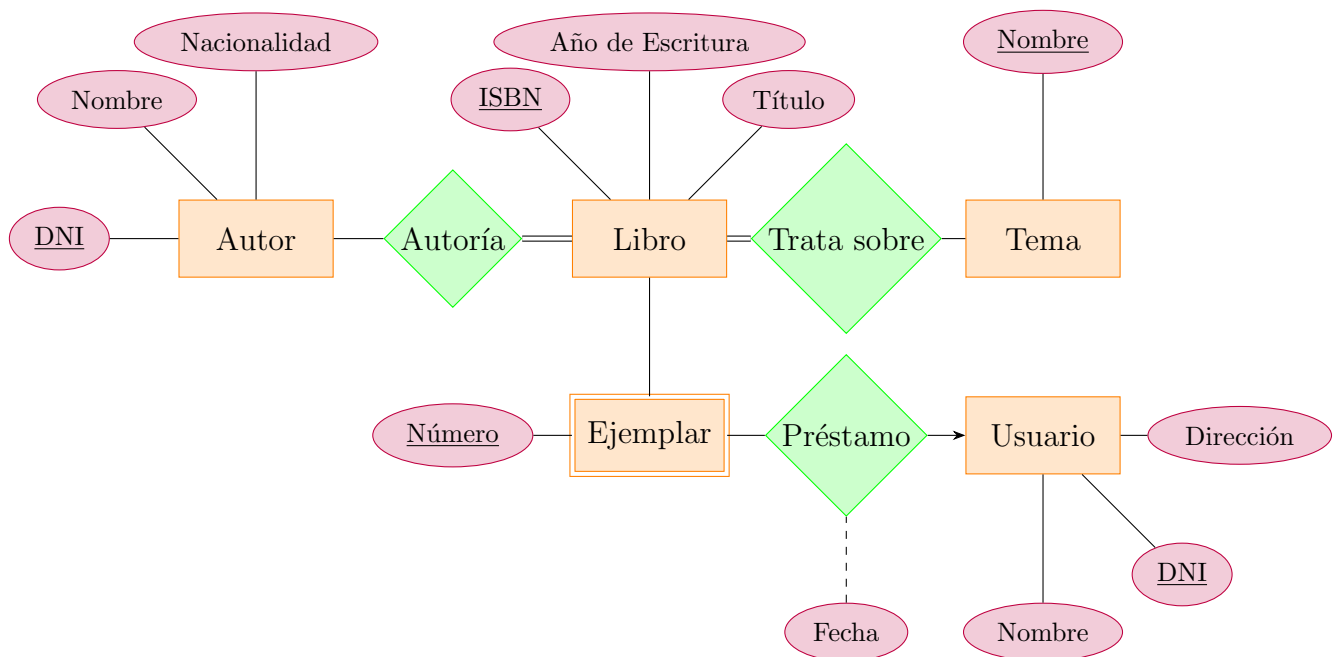 Nacionalidad
Año de Escritura
Nombre
Nombre
ISBN
Título
DNI
Autor
Autoría
Libro
Trata sobre
Tema
Número
Ejemplar
Préstamo
Usuario
Dirección
DNI
Fecha
Nombre